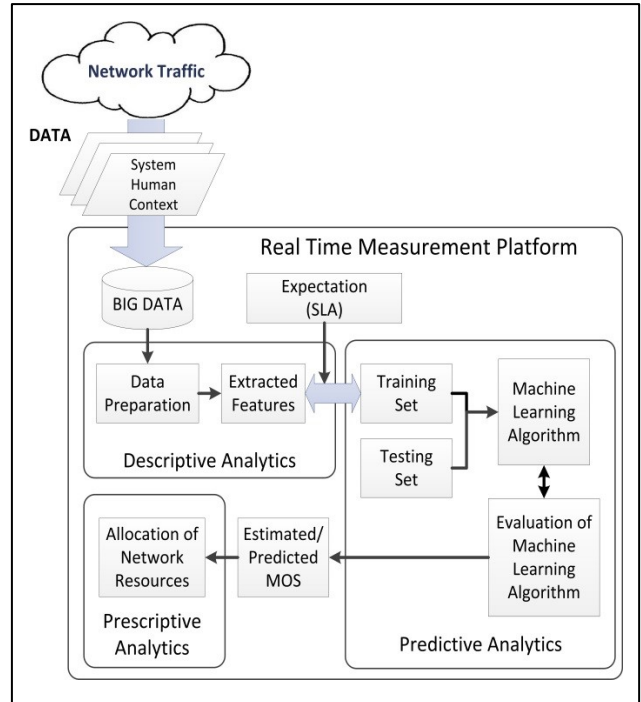 Network Traffic
DATA
System
Human
Context
Real Time Measurement Platform
BIG DATA
Expectation
(SLA)
Data
Preparation
Extracted
Features
Descriptive Analytics
Training
Set
Testing
Set
Machine
Learning
Algorithm
Evaluation of
Machine
Learning
Algorithm
Predictive Analytics
Estimated/
Predicted
MOS
Allocation of
Network
Resources
Prescriptive
Analytics